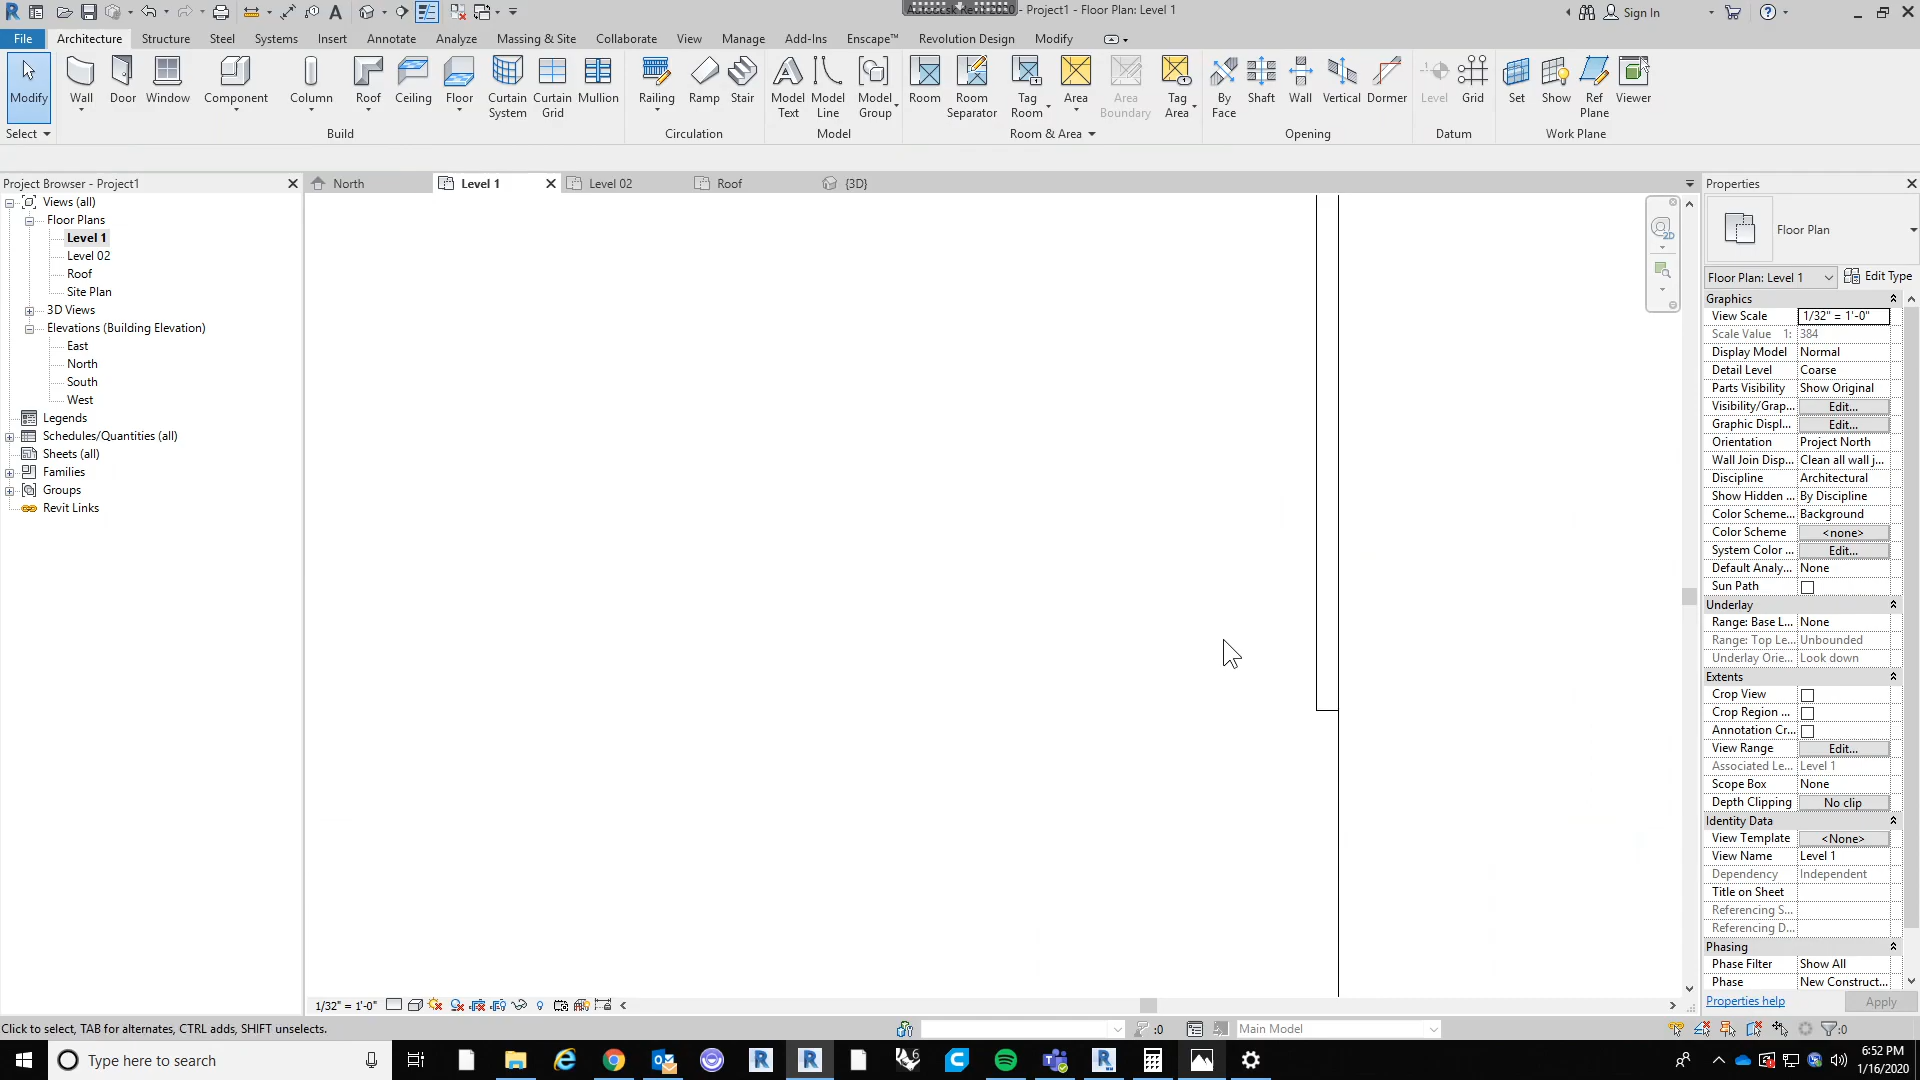 - Project1 - Floor Plan: Level 1
Sign In
File
Architecture
Structure
Steel
Systems
Insert
Annotate
Analyze
Massing & Site
Collaborate
View
Manage
Add-Ins
Enscape™
Revolution Design
Modify
Modify
Wall
Door
Window
Component
Column
Roof
Ceiling
Floor
Curtain
System
Curtain
Grid
Mullion
Railing
Ramp
Stair
Model
Text
Model
Line
Model
Group
Room
Room
Separator
Tag
Room
Area
Area
Boundary
Tag
Area
By
Face
Shaft
Wall
Vertical
Dormer
Level
Grid
Set
Show
Ref
Plane
Viewer
Select
Build
Circulation
Model
Room & Area
Opening
Datum
Work Plane
Project Browser - Project1
North
Level 1
Level 02
Roof
{3D}
Properties
Views (all)
Floor Plans
Level 1
Level 02
Roof
Site Plan
3D Views
Elevations (Building Elevation)
East
North
South
West
Legends
Schedules/Quantities (all)
Sheets (all)
Families
Groups
Revit Links
2D
Floor Plan
Floor Plan: Level 1
Edit Type
Graphics
View Scale 1/32" = 1'-0"
Scale Value 1: 384
Display Model Normal
Detail Level Coarse
Parts Visibility Show Original
Visibility/Grap... Edit...
Graphic Displ... Edit...
Orientation Project North
Wall Join Disp... Clean all wall j...
Discipline Architectural
Show Hidden ... By Discipline
Color Scheme... Background
Color Scheme <none>
System Color ... Edit...
Default Analy... None
Sun Path
Underlay
Range: Base L... None
Range: Top Le... Unbounded
Underlay Orie... Look down
Extents
Crop View
Crop Region ...
Annotation Cr...
View Range Edit...
Associated Le... Level 1
Scope Box None
Depth Clipping No clip
Identity Data
View Template <None>
View Name Level 1
Dependency Independent
Title on Sheet
Referencing S...
Referencing D...
Phasing
Phase Filter Show All
Phase New Construct...
Properties help
Apply
1/32" = 1'-0"
Click to select, TAB for alternates, CTRL adds, SHIFT unselects.
:0
Main Model
:0
Type here to search
6:52 PM
1/16/2020